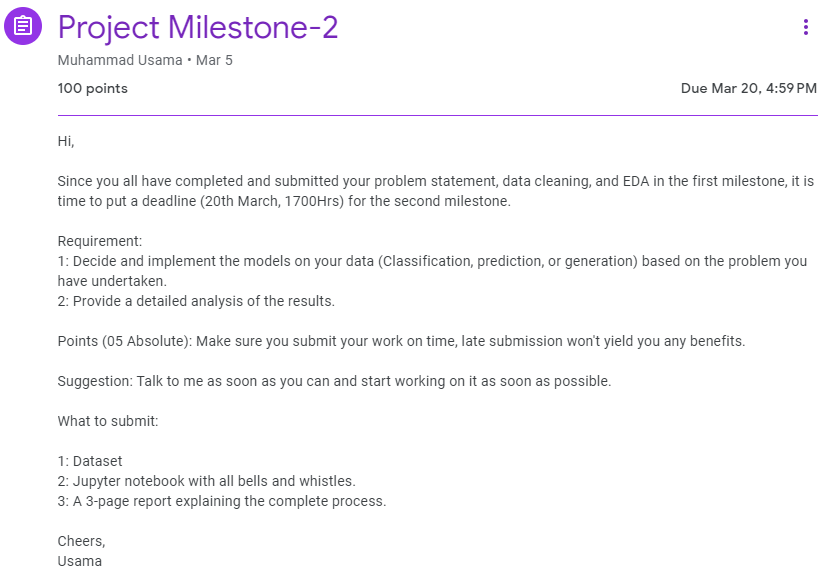 Project Milestone-2
Muhammad Usama • Mar 5
100 points
Due Mar 20, 4:59 PM
Hi,
Since you all have completed and submitted your problem statement, data cleaning, and EDA in the first milestone, it is
time to put a deadline (20th March, 1700Hrs) for the second milestone.
Requirement:
1: Decide and implement the models on your data (Classification, prediction, or generation) based on the problem you
have undertaken.
2: Provide a detailed analysis of the results.
Points (05 Absolute): Make sure you submit your work on time, late submission won't yield you any benefits.
Suggestion: Talk to me as soon as you can and start working on it as soon as possible.
What to submit:
1: Dataset
2: Jupyter notebook with all bells and whistles.
3: A 3-page report explaining the complete process.
Cheers,
Usama